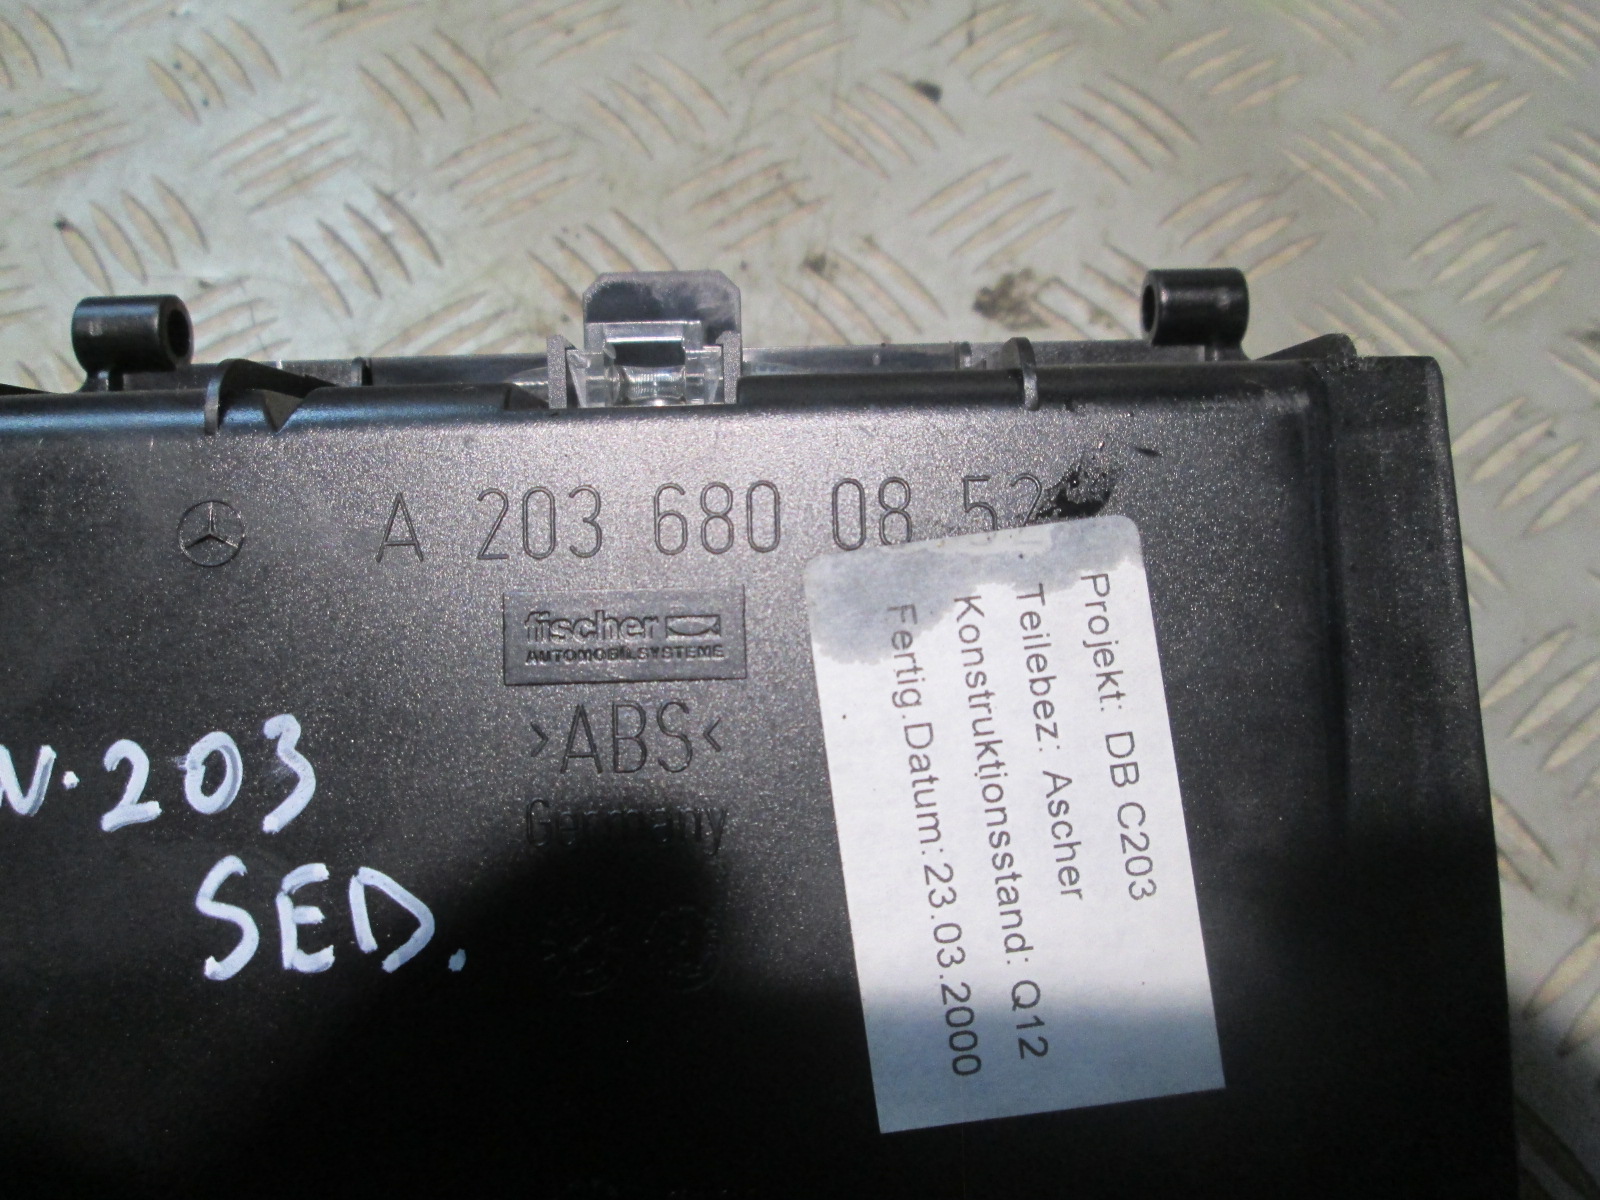 A 203 680 08 52
fischer
AUTOMOBILSYSTEME
>ABS<
Germany
W.203
SED.
Projekt: DB C203
Teilebez: Ascher
Konstruktionsstand: Q12
Fertig.Datum: 23.03.2000